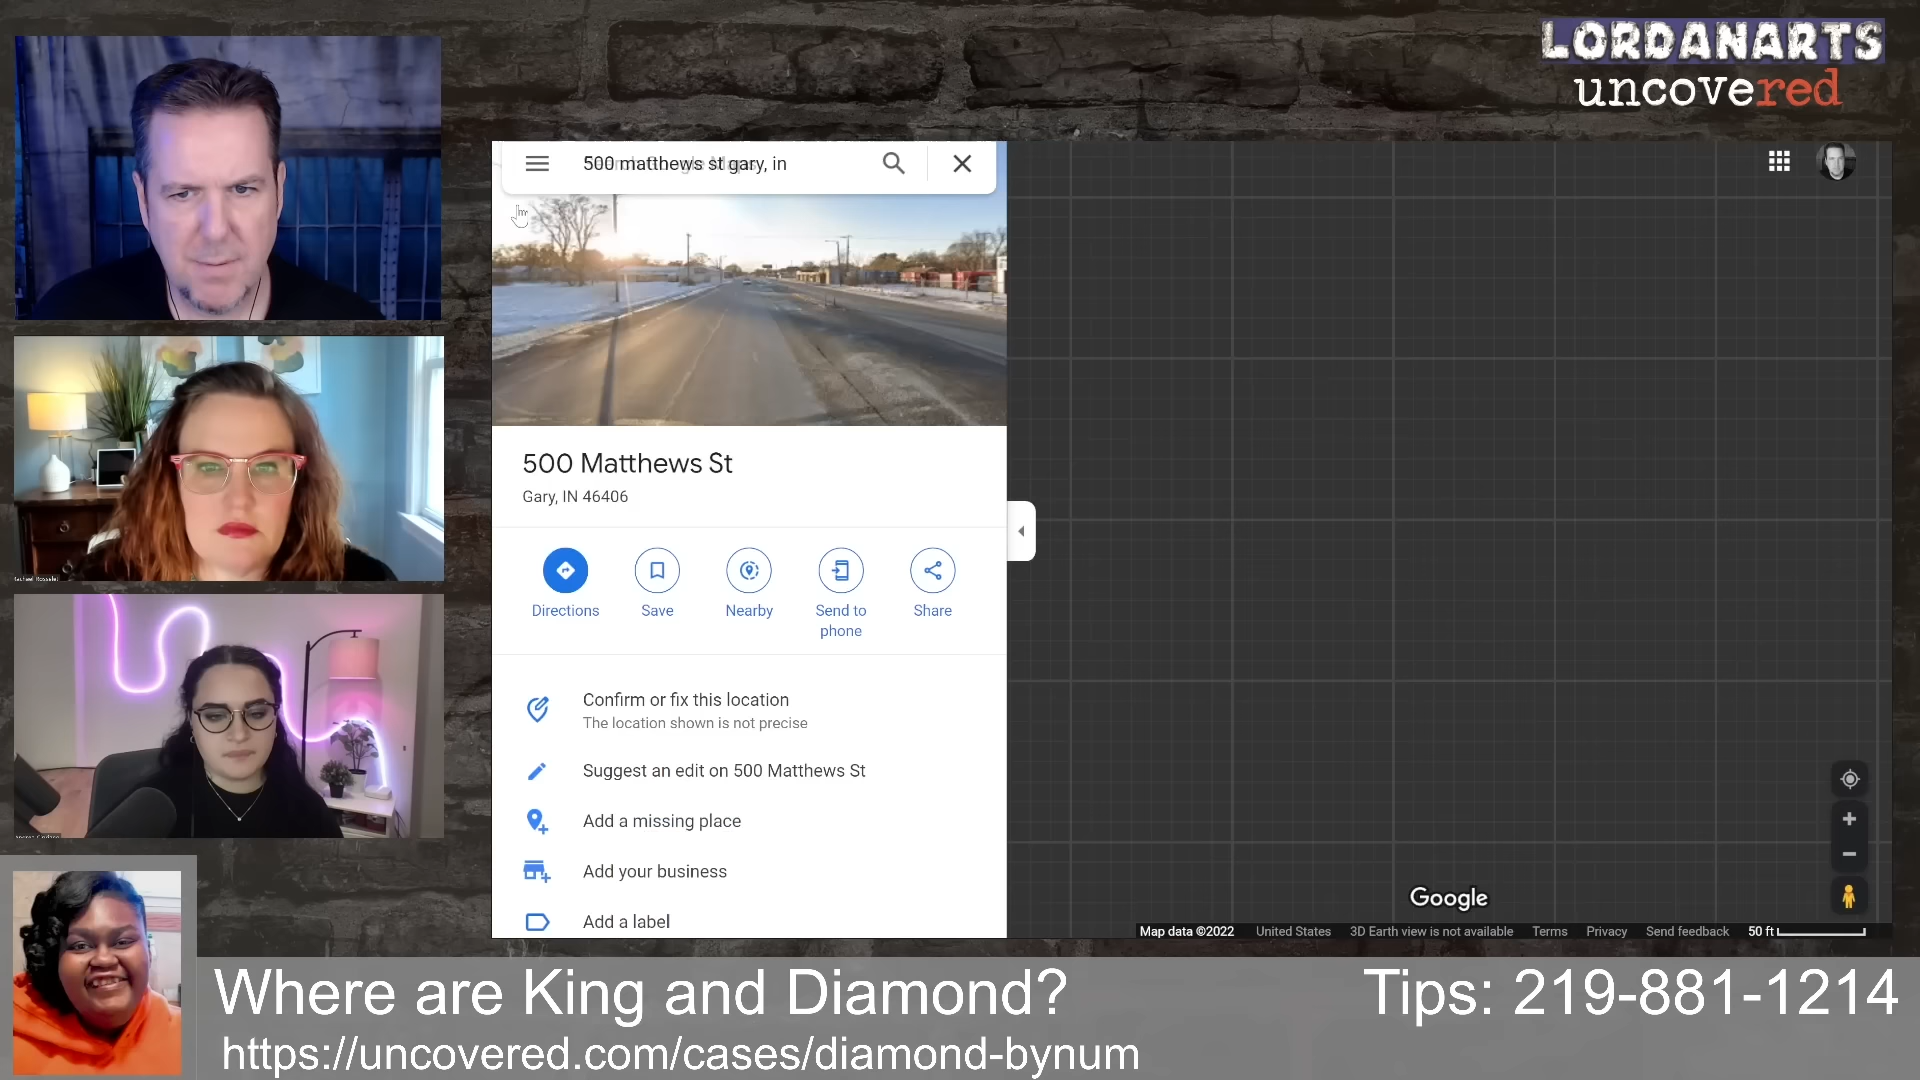 LORDANARTS
uncovered
500 matthews st gary, in
500 Matthews St
Gary, IN 46406
Directions
Save
Nearby
Send to
phone
Share
Confirm or fix this location
The location shown is not precise
Suggest an edit on 500 Matthews St
Add a missing place
Add your business
Add a label
Google
Map data ©2022 United States 3D Earth view is not available Terms Privacy Send feedback 50 ft
Where are King and Diamond?
Tips: 219-881-1214
https://uncovered.com/cases/diamond-bynum